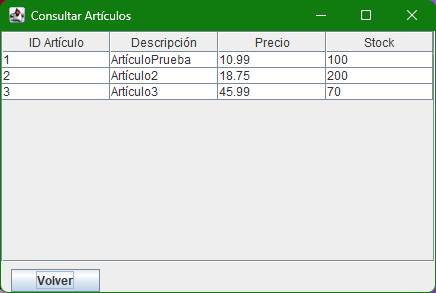 Consultar Artículos
ID Artículo Descripción Precio Stock
1 ArtículoPrueba 10.99 100
2 Artículo2 18.75 200
3 Artículo3 45.99 70
Volver